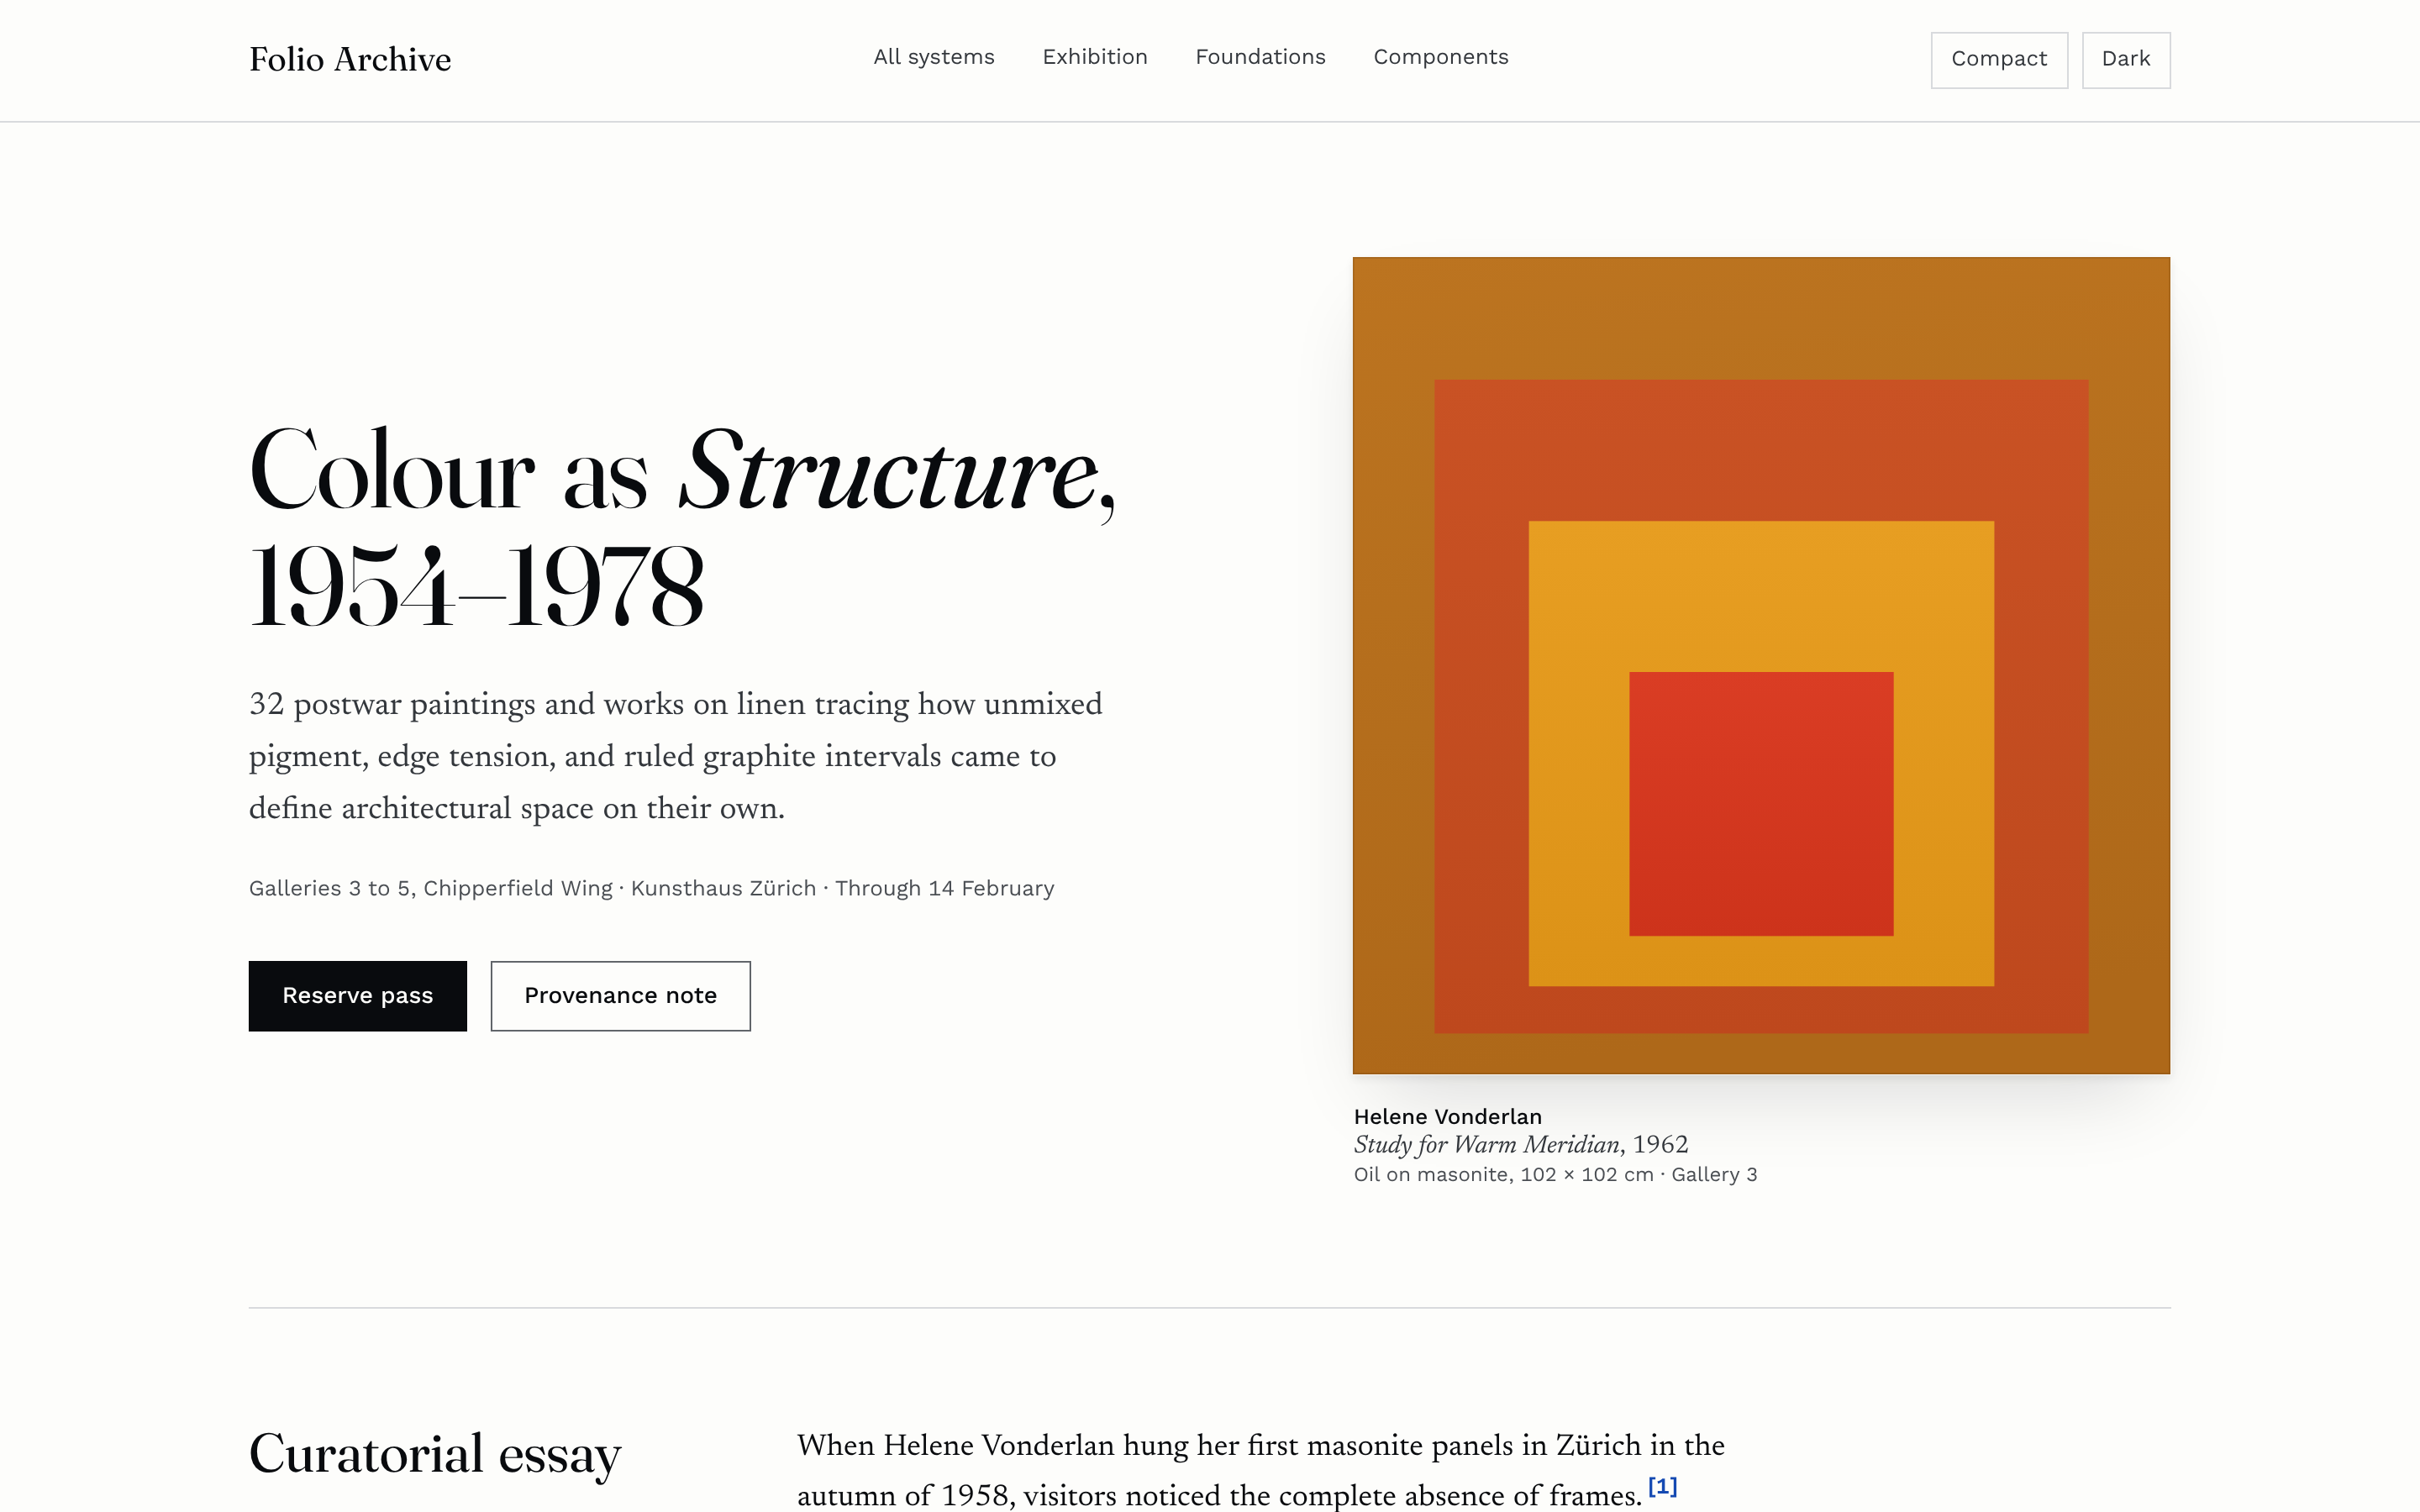 Folio Archive
All systems
Exhibition
Foundations
Components
Compact
Dark
Colour as Structure,
1954–1978
32 postwar paintings and works on linen tracing how unmixed
pigment, edge tension, and ruled graphite intervals came to
define architectural space on their own.
Galleries 3 to 5, Chipperfield Wing · Kunsthaus Zürich · Through 14 February
Reserve pass
Provenance note
Helene Vonderlan
Study for Warm Meridian, 1962
Oil on masonite, 102 × 102 cm · Gallery 3
Curatorial essay
When Helene Vonderlan hung her first masonite panels in Zürich in the
autumn of 1958, visitors noticed the complete absence of frames. [1]